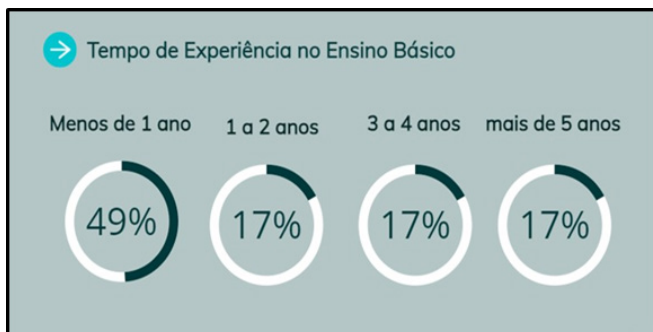 Tempo de Experiência no Ensino Básico
Menos de 1 ano
1 a 2 anos
3 a 4 anos
mais de 5 anos
49%
17%
17%
17%